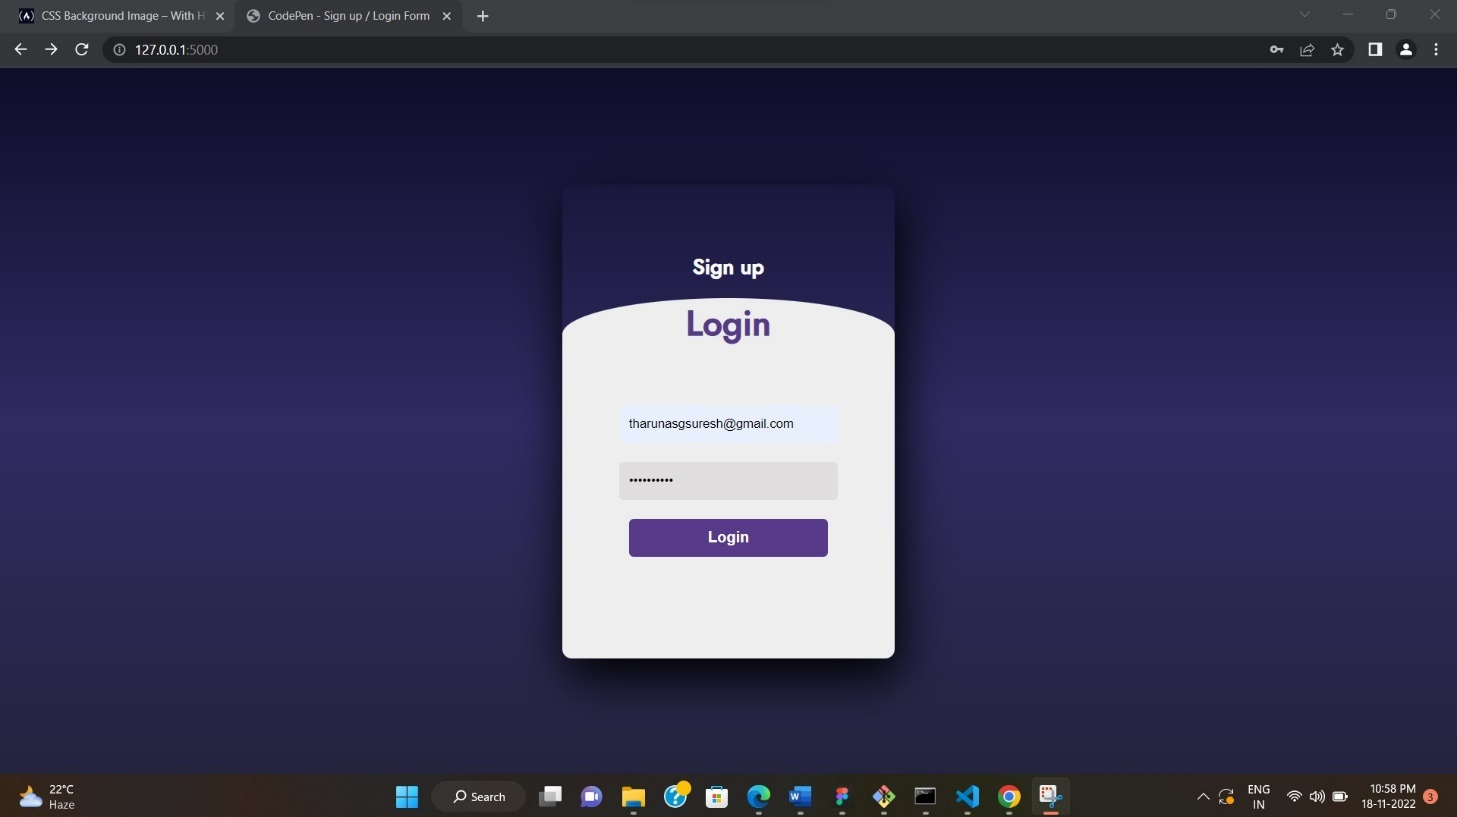 CSS Background Image – With H
CodePen - Sign up / Login Form
127.0.0.1:5000
Sign up
Login
tharunasgsuresh@gmail.com
••••••••••
Login
22°C
Haze
Search
ENG
IN
10:58 PM
18-11-2022
3